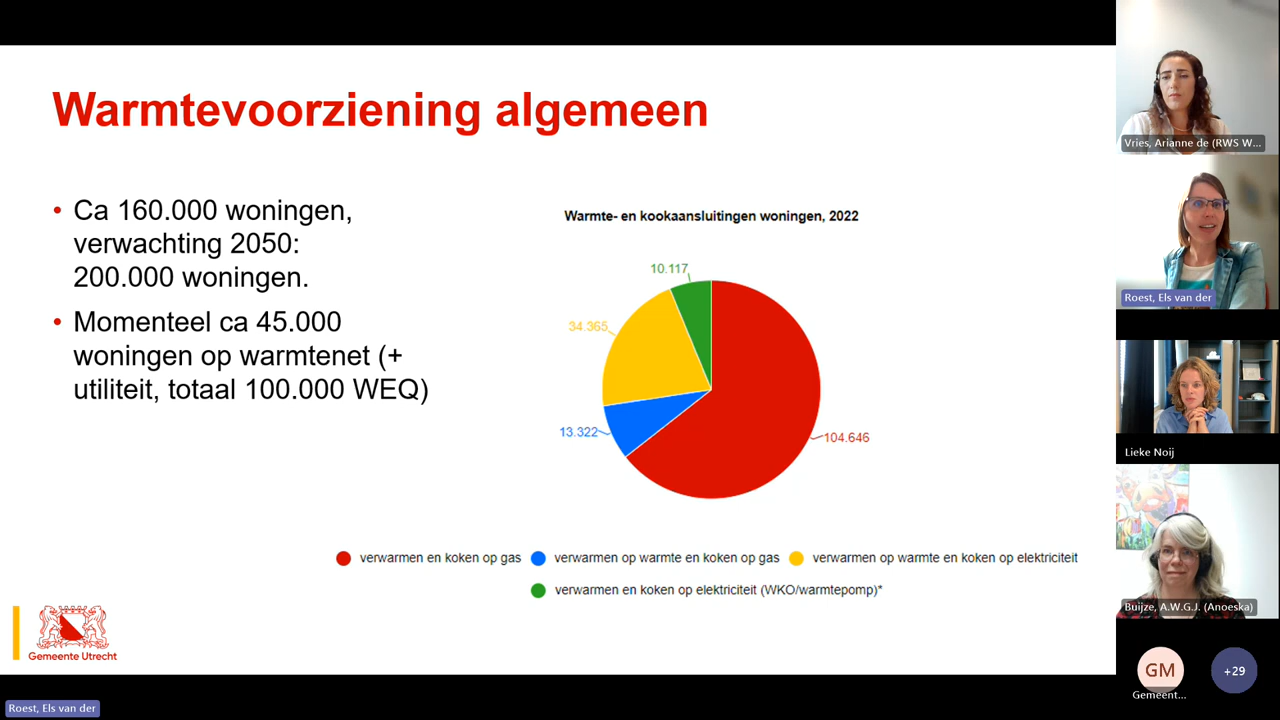 Warmtevoorziening algemeen
• Ca 160.000 woningen,
verwachting 2050:
200.000 woningen.
• Momenteel ca 45.000
woningen op warmtenet (+
utiliteit, totaal 100.000 WEQ)
Warmte- en kookaansluitingen woningen, 2022
10.117
34.365
13.322
104.646
verwarmen en koken op gas
verwarmen op warmte en koken op gas
verwarmen op warmte en koken op elektriciteit
verwarmen en koken op elektriciteit (WKO/warmtepomp)*
Gemeente Utrecht
Roest, Els van der
Vries, Arianne de (RWS W...
Roest, Els van der
Lieke Noij
Buijze, A.W.G.J. (Anoeska)
GM
Gemeent...
+29